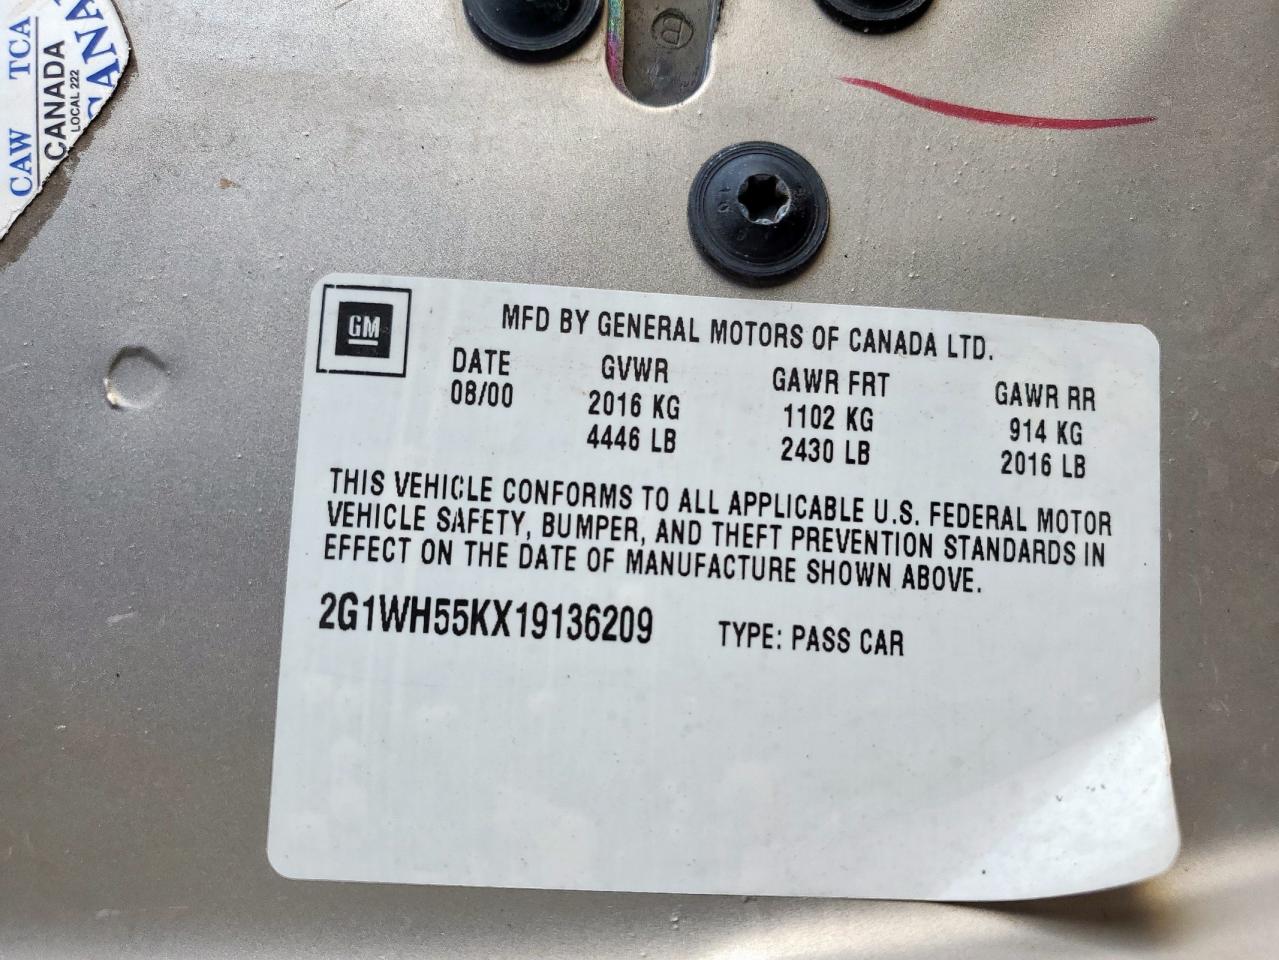 CAW TCA
CANADA
LOCAL 222
CANA
GM
MFD BY GENERAL MOTORS OF CANADA LTD.
DATE GVWR GAWR FRT GAWR RR
08/00 2016 KG 1102 KG 914 KG
4446 LB 2430 LB 2016 LB
THIS VEHICLE CONFORMS TO ALL APPLICABLE U.S. FEDERAL MOTOR
VEHICLE SAFETY, BUMPER, AND THEFT PREVENTION STANDARDS IN
EFFECT ON THE DATE OF MANUFACTURE SHOWN ABOVE.
2G1WH55KX19136209 TYPE: PASS CAR